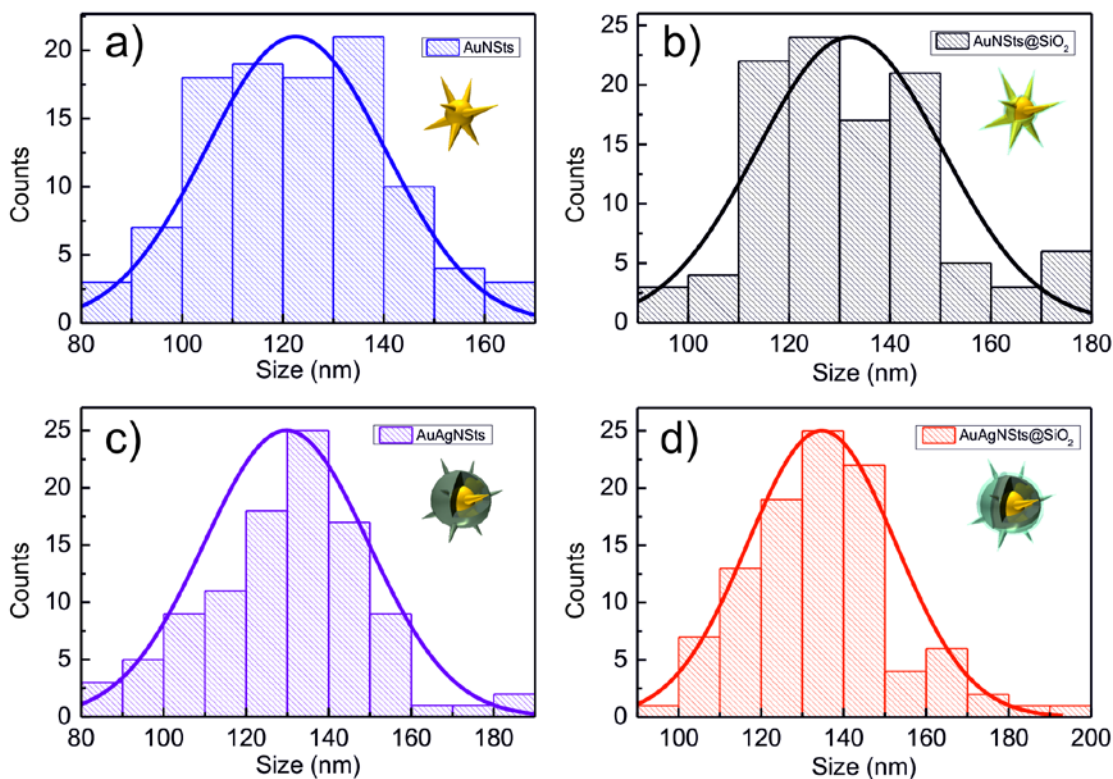 a)
AuNSts
Counts
20
15
10
5
0
80 100 120 140 160
Size (nm)
b)
AuNSts@SiO₂
Counts
25
20
15
10
5
0
100 120 140 160 180
Size (nm)
c)
AuAgNSts
Counts
25
20
15
10
5
0
80 100 120 140 160 180
Size (nm)
d)
AuAgNSts@SiO₂
Counts
25
20
15
10
5
0
100 120 140 160 180 200
Size (nm)